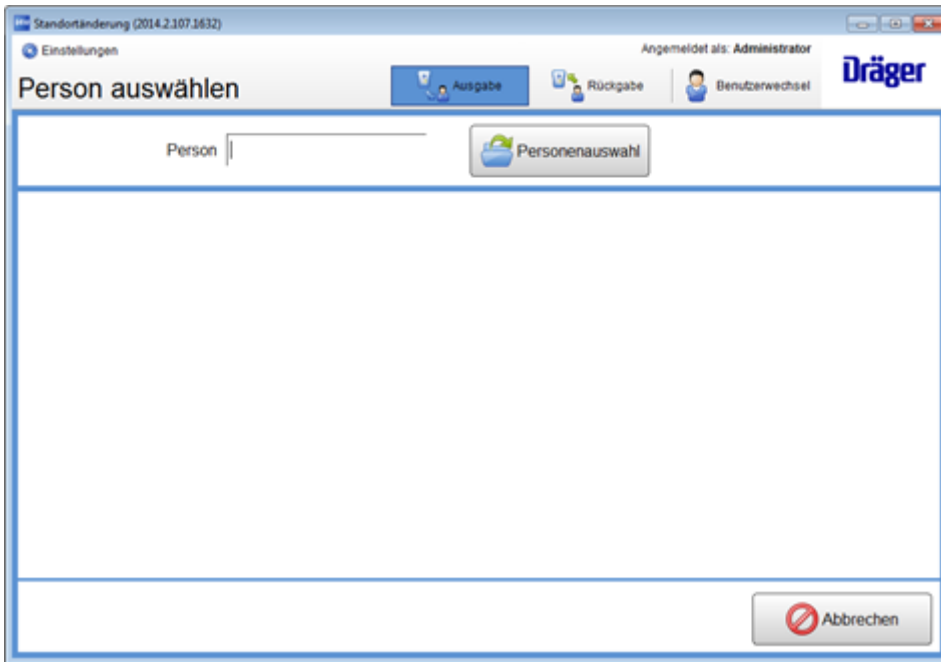 Standortänderung (2014.2.107.1632)
Einstellungen
Angemeldet als: Administrator
Dräger
Person auswählen
Ausgabe
Rückgabe
Benutzerwechsel
Person
Personenauswahl
Abbrechen